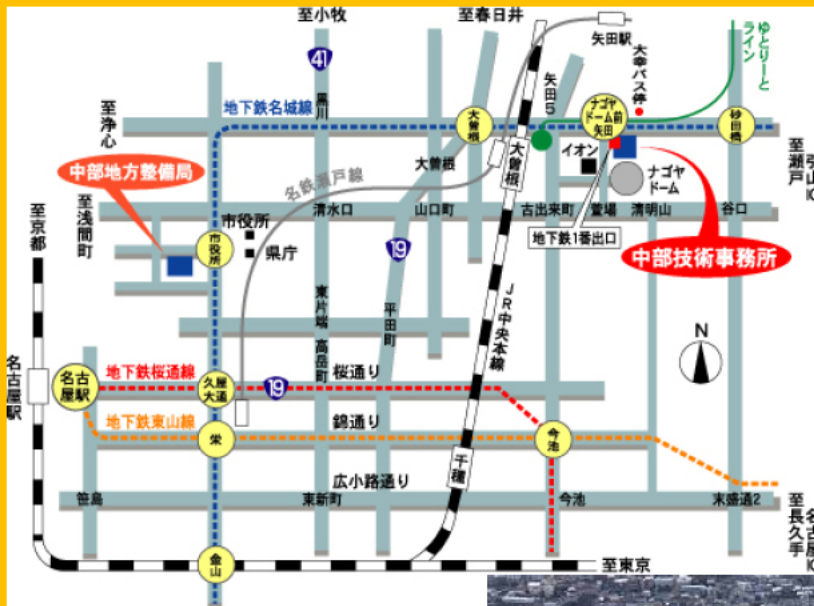 至小牧
至春日井
矢田駅
大幸バス停
ゆとりーと
ライン
41
黒川
地下鉄名城線
大曽根
矢田5
ナゴヤ
ドーム前
矢田
砂田橋
至浄心
中部地方整備局
名鉄瀬戸線
大曽根
大曽根
イオン
ナゴヤ
ドーム
至瀬戸
引山IC
至京都
至浅間町
市役所
市役所
県庁
清水口
山口町
古出来町
萱場
清明山
谷口
19
地下鉄1番出口
中部技術事務所
東片端
平田町
JR中央本線
N
高岳町
名古屋駅
名古
屋駅
地下鉄桜通線
久屋
大通
19
桜通り
地下鉄東山線
栄
錦通り
今池
千種
広小路通り
笹島
東新町
今池
末盛通2
至長久手
名古屋IC
金山
至東京